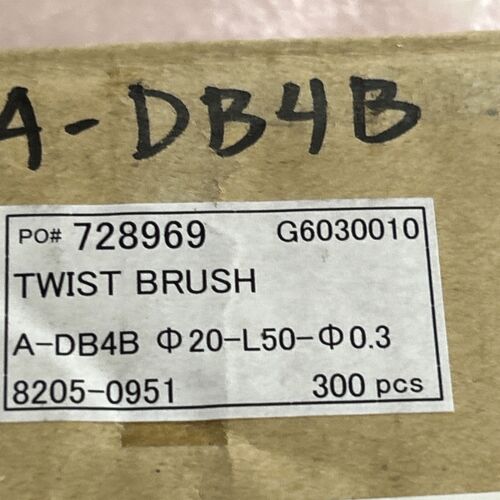 A-DB4B
PO# 728969 G6030010
TWIST BRUSH
A-DB4B Φ20-L50-Φ0.3
8205-0951 300 pcs